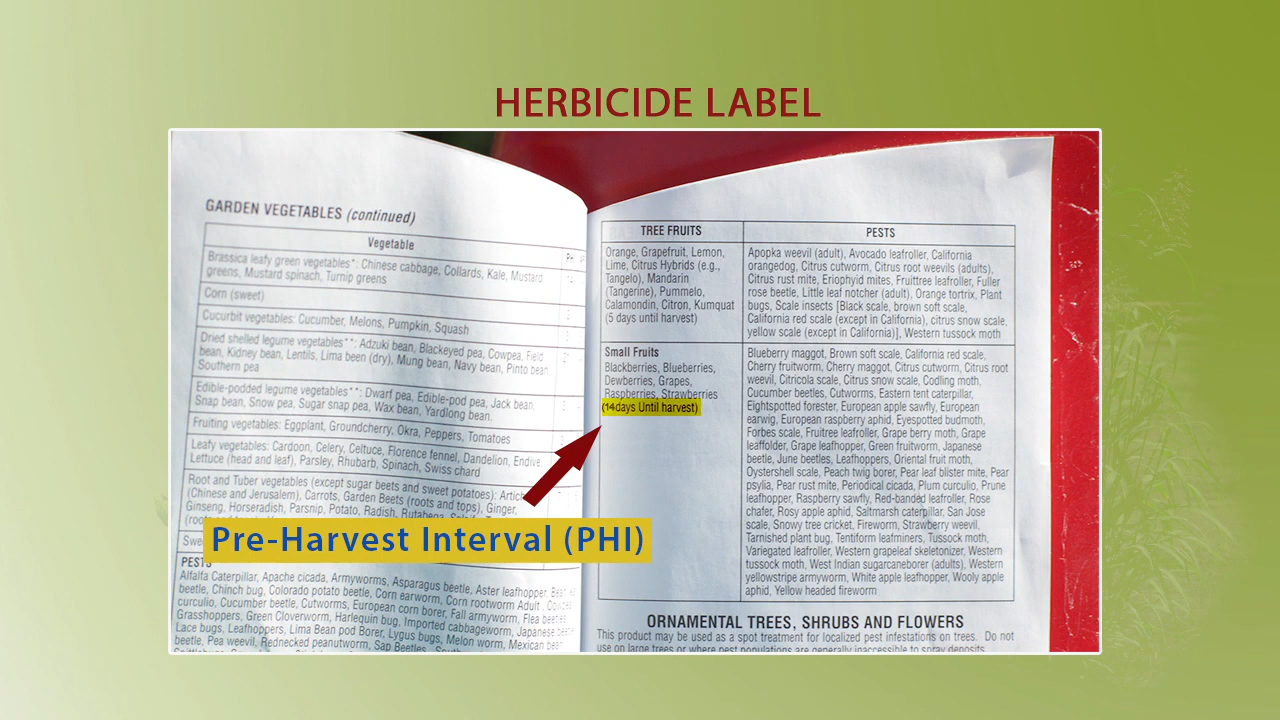 HERBICIDE LABEL
GARDEN VEGETABLES (continued)
Vegetable
Brassica leafy green vegetables*: Chinese cabbage, Collards, Kale, Mustard
greens, Mustard spinach, Turnip greens
Corn (sweet)
Cucurbit vegetables: Cucumber, Melons, Pumpkin, Squash
Dried shelled legume vegetables**: Adzuki bean, Blackeyed pea, Cowpea, Field
bean, Kidney bean, Lentils, Lima been (dry), Mung bean, Navy bean, Pinto bean,
Southern pea
Edible-podded legume vegetables**: Dwarf pea, Edible-pod pea, Jack bean,
Snap bean, Snow pea, Sugar snap pea, Wax bean, Yardlong bean,
Fruiting vegetables: Eggplant, Groundcherry, Okra, Peppers, Tomatoes
Leafy vegetables: Cardoon, Celery, Celtuce, Florence fennel, Dandelion, Endive,
Lettuce (head and leaf), Parsley, Rhubarb, Spinach, Swiss chard
Root and Tuber vegetables (except sugar beets and sweet potatoes):
(Chinese and Jerusalem), Carrots, Garden Beets (roots and tops), Ginger,
Ginseng, Horseradish, Parsnip, Potato, Radish, Rutabaga,
Pre-Harvest Interval (PHI)
PESTS
Alfalfa Caterpillar, Apache cicada, Armyworms, Asparagus beetle, Aster leafhopper,
beetle, Chinch bug, Colorado potato beetle, Corn earworm, Corn rootworm Adult,
curculio, Cucumber beetle, Cutworms, European corn borer, Fall armyworm, Flea beetles
Grasshoppers, Green Cloverworm, Harlequin bug, Imported cabbageworm, Japanese
Lace bugs, Leafhoppers, Lima Bean pod Borer, Lygus bugs, Melon worm, Mexican bean
beetle, Pea weevil, Rednecked peanutworm, Sap Beetles,
TREE FRUITS
PESTS
Orange, Grapefruit, Lemon,
Lime, Citrus Hybrids (e.g.,
Tangelo), Mandarin
(Tangerine), Pummelo,
Calamondin, Citron, Kumquat
(5 days until harvest)
Apopka weevil (adult), Avocado leafroller, California
orangedog, Citrus cutworm, Citrus root weevils (adults),
Citrus rust mite, Eriophyid mites, Fruittree leafroller, Fuller
rose beetle, Little leaf notcher (adult), Orange tortrix, Plant
bugs, Scale insects [Black scale, brown soft scale,
California red scale (except in California), citrus snow scale,
yellow scale (except in California)], Western tussock moth
Small Fruits
Blackberries, Blueberries,
Dewberries, Grapes,
Raspberries, Strawberries
(14days Until harvest)
Blueberry maggot, Brown soft scale, California red scale,
Cherry fruitworm, Cherry maggot, Citrus cutworm, Citrus root
weevil, Citricola scale, Citrus snow scale, Codling moth,
Cucumber beetles, Cutworms, Eastern tent caterpillar,
Eightspotted forester, European apple sawfly, European
earwig, European raspberry aphid, Eyespotted budmoth,
Forbes scale, Fruitree leafroller, Grape berry moth, Grape
leaffolder, Grape leafhopper, Green fruitworm, Japanese
beetle, June beetles, Leafhoppers, Oriental fruit moth,
Oystershell scale, Peach twig borer, Pear leaf blister mite, Pear
psylla, Pear rust mite, Periodical cicada, Plum curculio, Prune
leafhopper, Raspberry sawfly, Red-banded leafroller, Rose
chafer, Rosy apple aphid, Saltmarsh caterpillar, San Jose
scale, Snowy tree cricket, Fireworm, Strawberry weevil,
Tarnished plant bug, Tentiform leafminers, Tussock moth,
Variegated leafroller, Western grapeleaf skeletonizer, Western
tussock moth, West Indian sugarcaneborer (adults), Western
yellowstripe armyworm, White apple leafhopper, Wooly apple
aphid, Yellow headed fireworm
ORNAMENTAL TREES, SHRUBS AND FLOWERS
This product may be used as a spot treatment for localized pest infestations on trees. Do not
use on large trees or where pest populations are generally inaccessible to spray deposits.